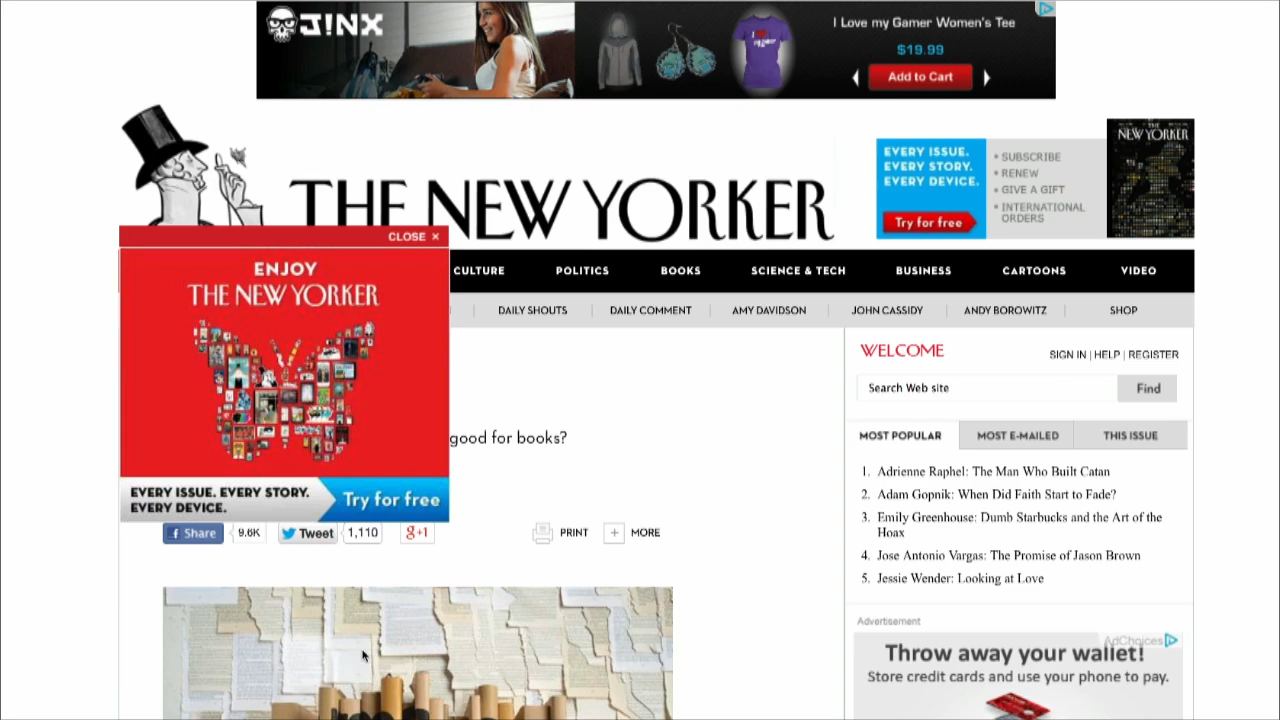 J!NX
I Love my Gamer Women's Tee
$19.99
Add to Cart
THE NEW YORKER
EVERY ISSUE.
EVERY STORY.
EVERY DEVICE.
Try for free
• SUBSCRIBE
• RENEW
• GIVE A GIFT
• INTERNATIONAL
ORDERS
THE
NEW YORKER
CLOSE ×
ENJOY
THE NEW YORKER
EVERY ISSUE. EVERY STORY.
EVERY DEVICE.
Try for free
CULTURE POLITICS BOOKS SCIENCE & TECH BUSINESS CARTOONS VIDEO
DAILY SHOUTS | DAILY COMMENT | AMY DAVIDSON | JOHN CASSIDY | ANDY BOROWITZ | SHOP
good for books?
Share 9.6K Tweet 1,110 g+1 PRINT + MORE
WELCOME
SIGN IN | HELP | REGISTER
Search Web site Find
MOST POPULAR MOST E-MAILED THIS ISSUE
1. Adrienne Raphel: The Man Who Built Catan
2. Adam Gopnik: When Did Faith Start to Fade?
3. Emily Greenhouse: Dumb Starbucks and the Art of the
Hoax
4. Jose Antonio Vargas: The Promise of Jason Brown
5. Jessie Wender: Looking at Love
Advertisement
AdChoices
Throw away your wallet!
Store credit cards and use your phone to pay.